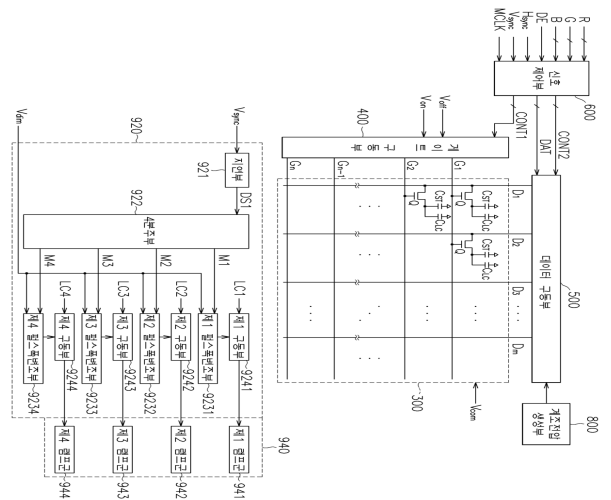 R
G
B
DE
Hsync
Vsync
MCLK
신호
제어부
600
CONT2
DAT
CONT1
데이터 구동부
500
계조전압
생성부
800
Voff
Von
400
게이트 구동부
G1
G2
Gn-1
Gn
D1
D2
D3
Dm
Q
CST
CLC
Q
CST
CLC
Q
CST
CLC
300
Vcom
Vsync
Vdim
920
지연부
921
DS1
922
4분주부
M1
M2
M3
M4
LC1
LC2
LC3
LC4
제1 구동부
9241
제1 펄스폭변조부
9231
제2 구동부
9242
제2 펄스폭변조부
9232
제3 구동부
9243
제3 펄스폭변조부
9233
제4 구동부
9244
제4 펄스폭변조부
9234
940
제1 램프군
941
제2 램프군
942
제3 램프군
943
제4 램프군
944